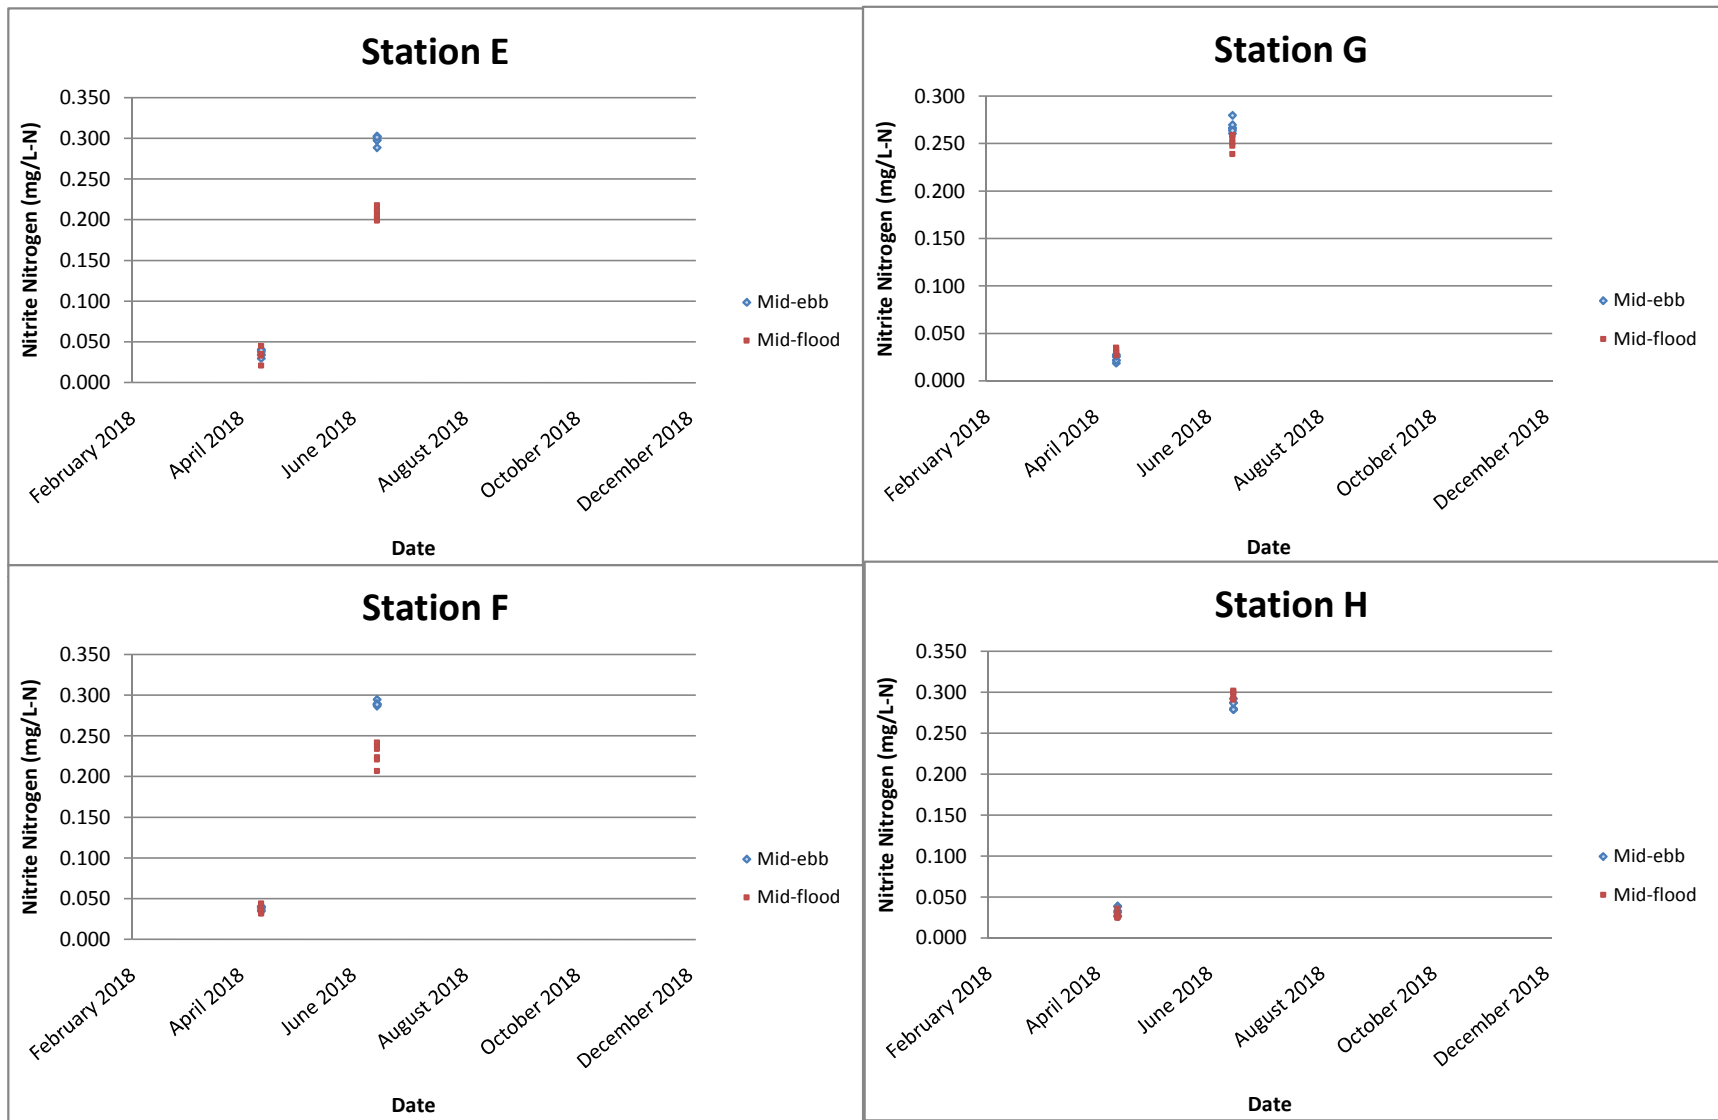 Station E
0.350
0.300
0.250
0.200
0.150
0.100
0.050
0.000
Nitrite Nitrogen (mg/L-N)
February 2018
April 2018
June 2018
August 2018
October 2018
December 2018
Date
Mid-ebb
Mid-flood
Station G
0.300
0.250
0.200
0.150
0.100
0.050
0.000
Nitrite Nitrogen (mg/L-N)
February 2018
April 2018
June 2018
August 2018
October 2018
December 2018
Date
Mid-ebb
Mid-flood
Station F
0.350
0.300
0.250
0.200
0.150
0.100
0.050
0.000
Nitrite Nitrogen (mg/L-N)
February 2018
April 2018
June 2018
August 2018
October 2018
December 2018
Date
Mid-ebb
Mid-flood
Station H
0.350
0.300
0.250
0.200
0.150
0.100
0.050
0.000
Nitrite Nitrogen (mg/L-N)
February 2018
April 2018
June 2018
August 2018
October 2018
December 2018
Date
Mid-ebb
Mid-flood